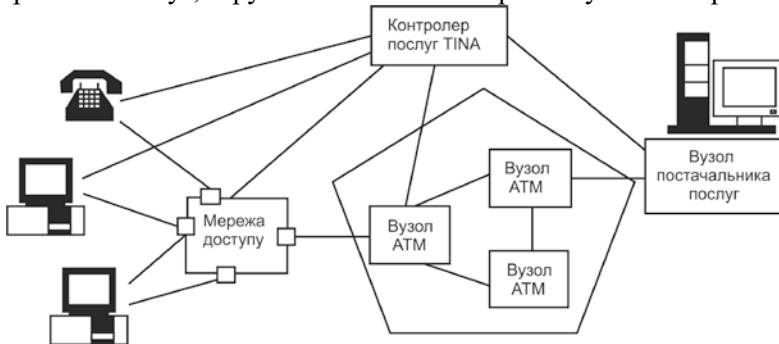 Контролер
послуг TINA
Вузол
постачальника
послуг
Вузол
АТМ
Мережа
доступу
Вузол
АТМ
Вузол
АТМ